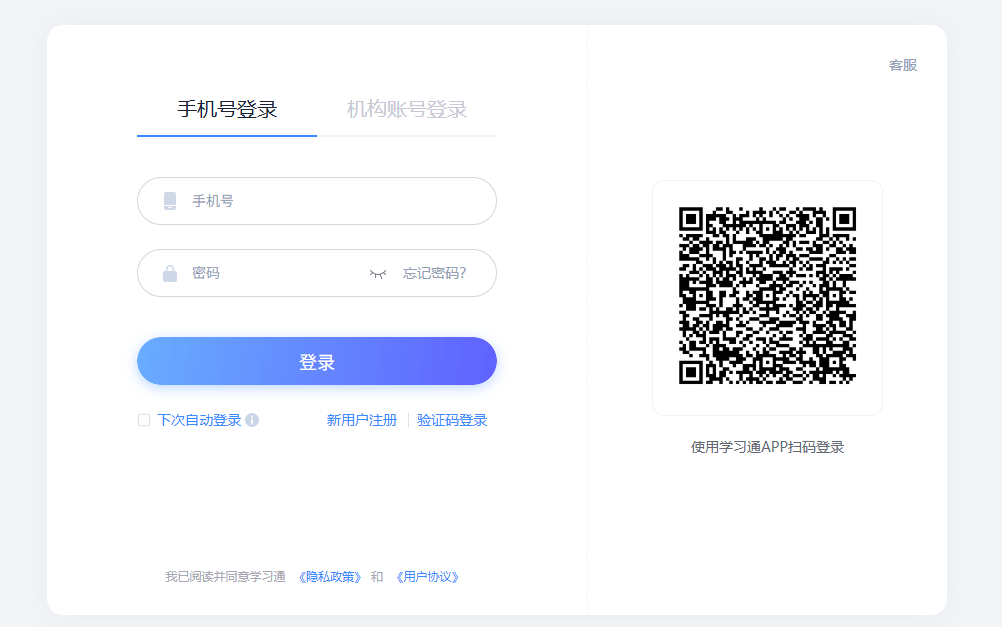 客服
手机号登录 机构账号登录
手机号
密码 忘记密码?
登录
下次自动登录 新用户注册 验证码登录
使用学习通APP扫码登录
我已阅读并同意学习通 《隐私政策》 和 《用户协议》